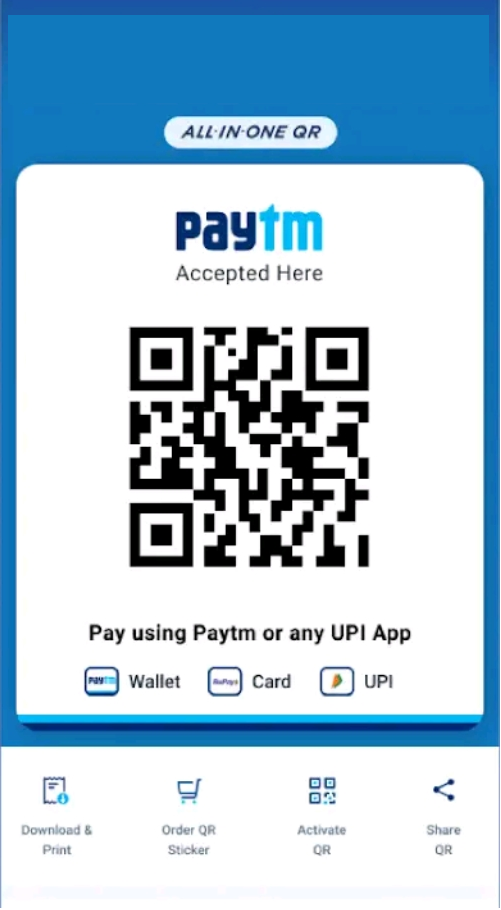 ALL-IN-ONE QR
paytm
Accepted Here
Pay using Paytm or any UPI App
paytm Wallet RuPay Card UPI
Download & Print
Order QR Sticker
Activate QR
Share QR